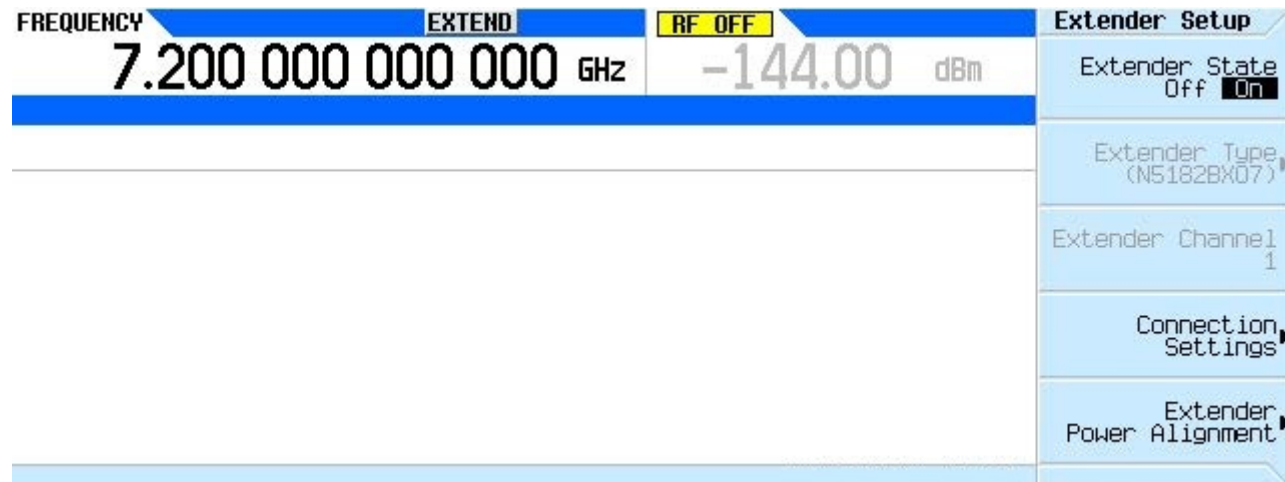 FREQUENCY EXTEND RF OFF Extender Setup
7.200 000 000 000 GHz -144.00 dBm
Extender State
Off On
Extender Type
(N5182BX07)
Extender Channel
1
Connection
Settings
Extender
Power Alignment